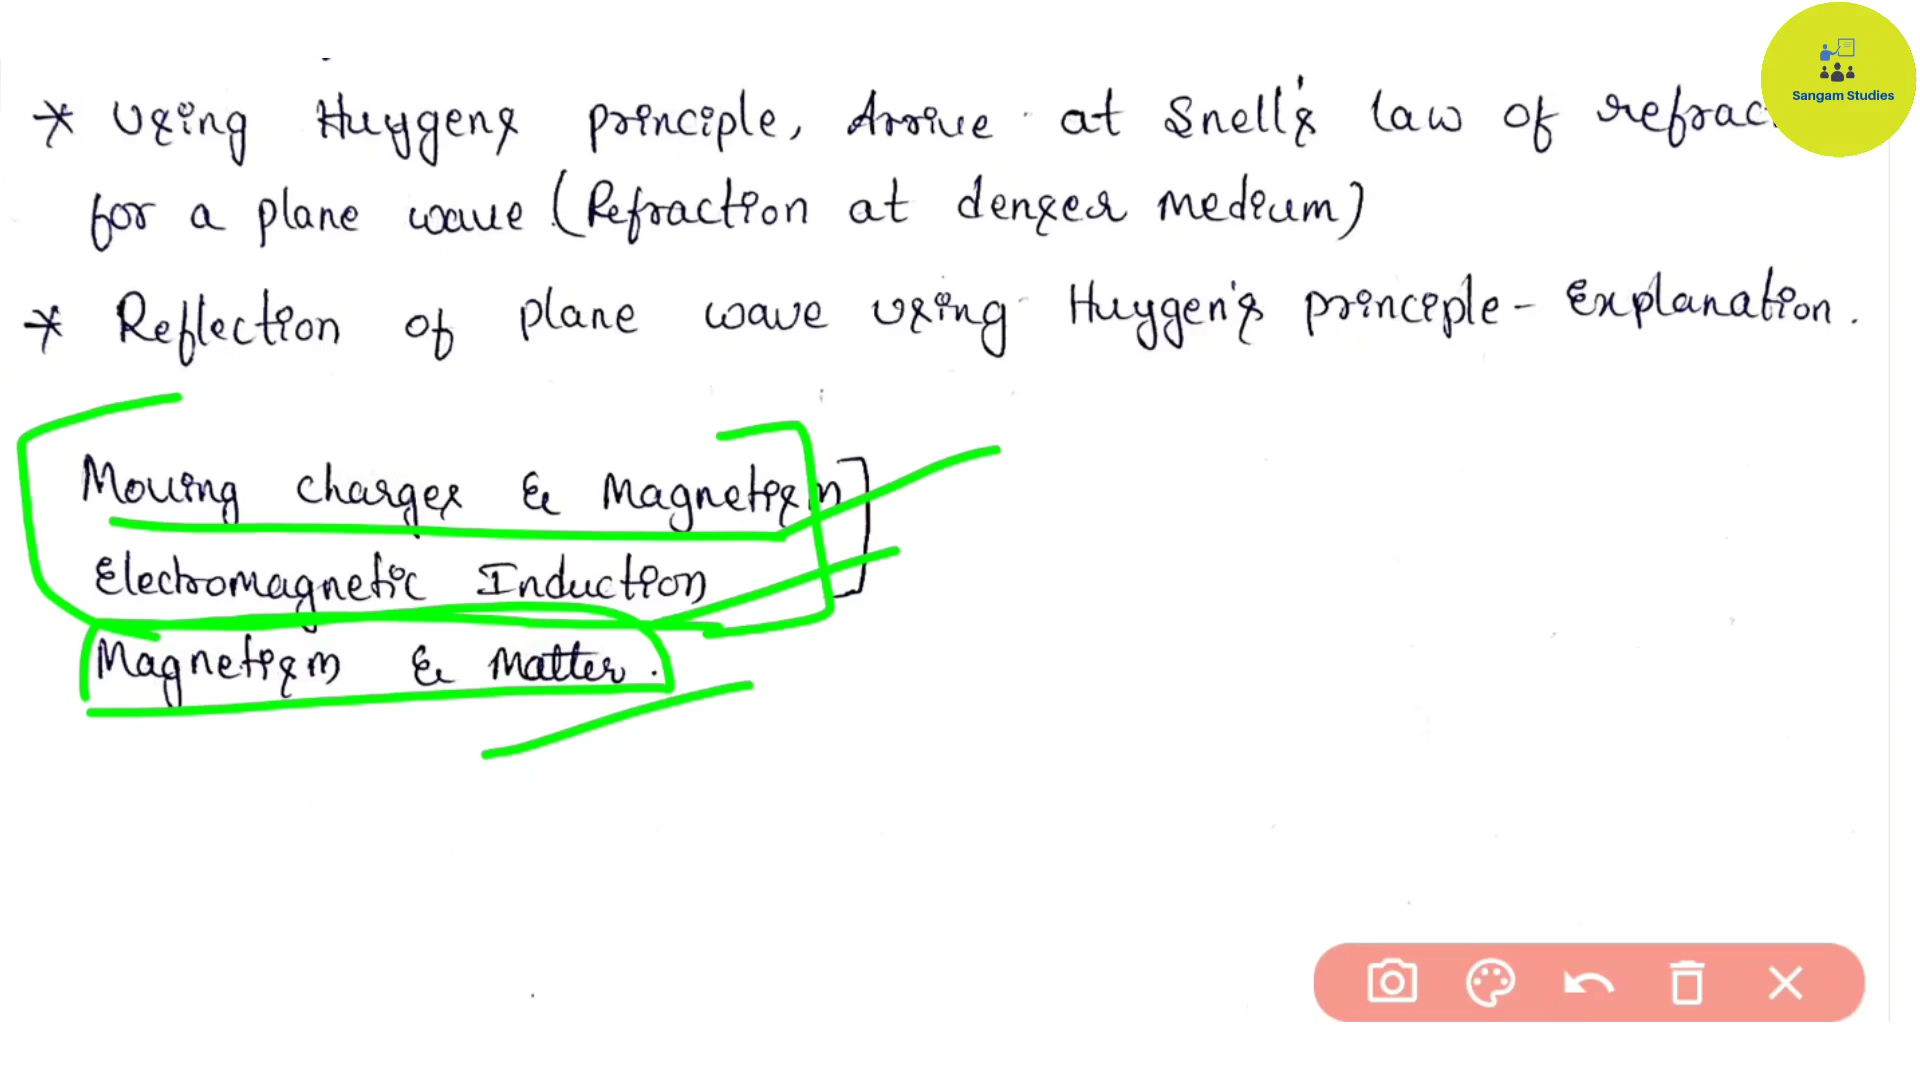 * Using Huygens principle, Arrive at Snell's law of refrac
for a plane wave (Refraction at denser medium)
* Reflection of plane wave using Huygen's principle - Explanation.
Moving charges & Magnetism
Electromagnetic Induction
Magnetism & Matter.
Sangam Studies